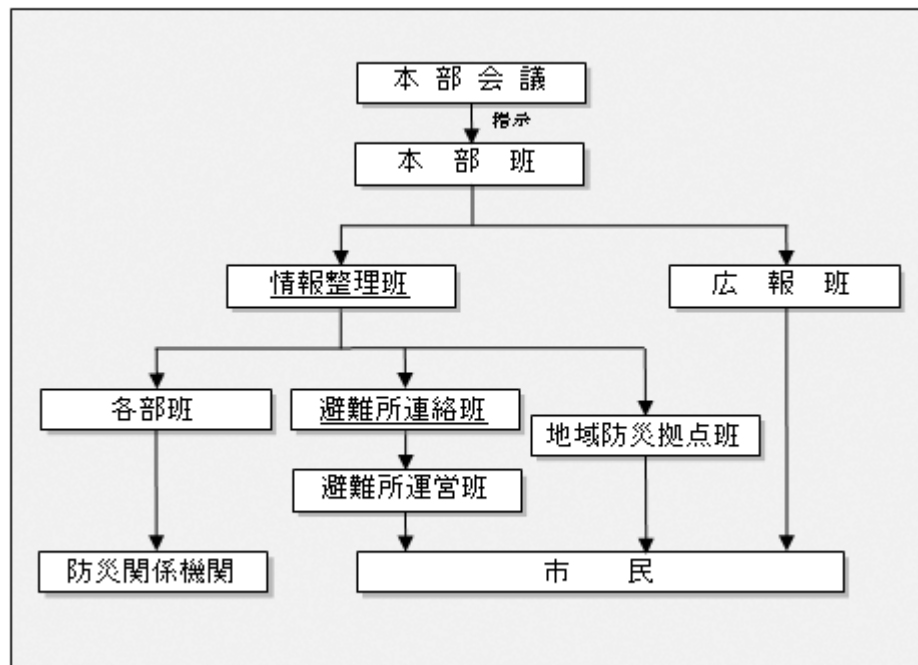 本部会議
指示
本部班
情報整理班
広報班
各部班
避難所連絡班
地域防災拠点班
避難所運営班
防災関係機関
市民